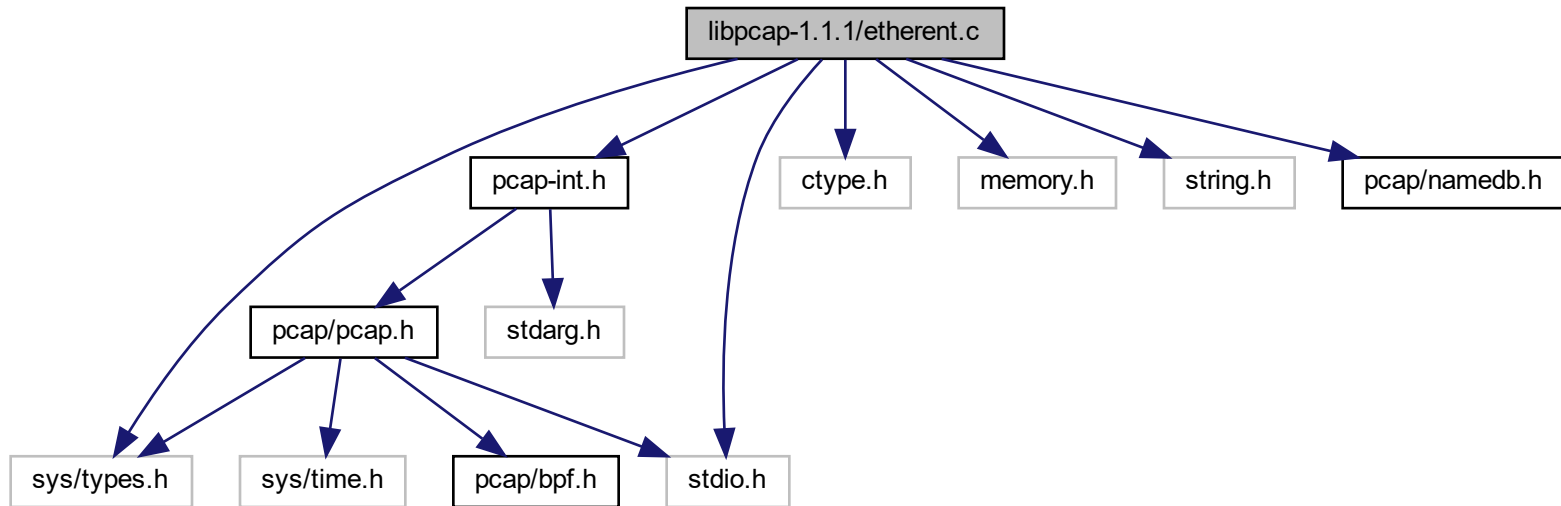 libpcap-1.1.1/etherent.c
pcap-int.h
ctype.h
memory.h
string.h
pcap/namedb.h
pcap/pcap.h
stdarg.h
sys/types.h
sys/time.h
pcap/bpf.h
stdio.h